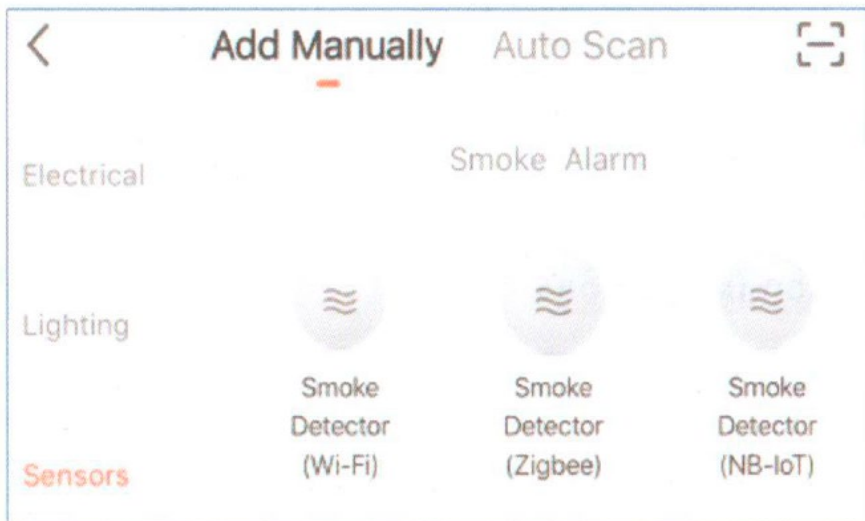 Add Manually Auto Scan
Electrical
Smoke Alarm
Lighting
Smoke Detector (Wi-Fi)
Smoke Detector (Zigbee)
Smoke Detector (NB-IoT)
Sensors